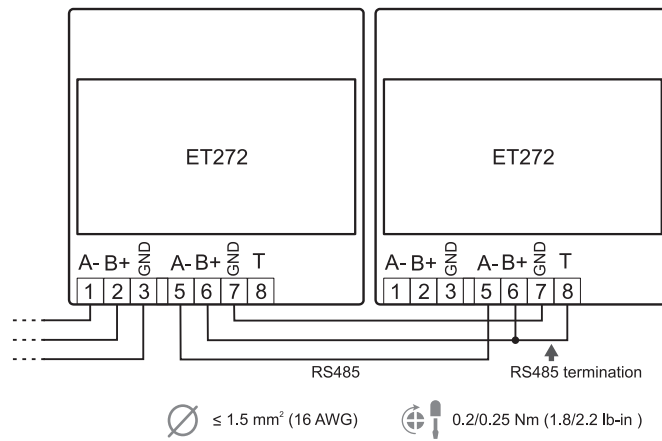 ET272
ET272
A- B+ GND A- B+ GND T
A- B+ GND A- B+ GND T
1 2 3 5 6 7 8
1 2 3 5 6 7 8
RS485
RS485 termination
≤ 1.5 mm² (16 AWG)
0.2/0.25 Nm (1.8/2.2 lb-in )